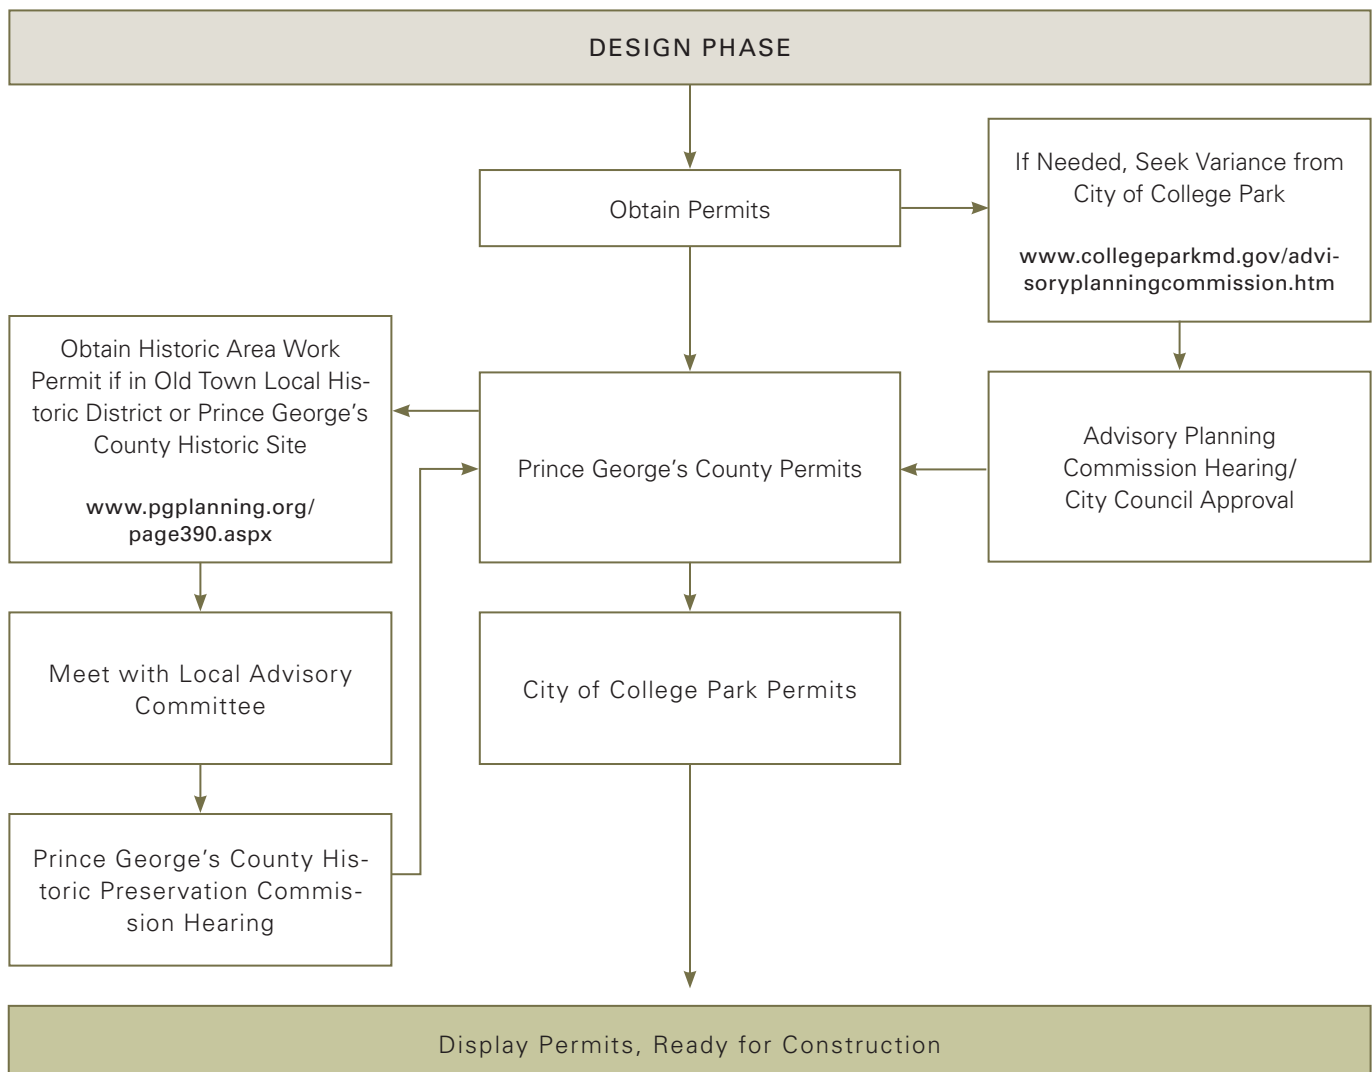 DESIGN PHASE
Obtain Permits
If Needed, Seek Variance from
City of College Park
www.collegeparkmd.gov/advi-
soryplanningcommission.htm
Obtain Historic Area Work
Permit if in Old Town Local His-
toric District or Prince George’s
County Historic Site
www.pgplanning.org/
page390.aspx
Prince George’s County Permits
Advisory Planning
Commission Hearing/
City Council Approval
Meet with Local Advisory
Committee
City of College Park Permits
Prince George’s County His-
toric Preservation Commis-
sion Hearing
Display Permits, Ready for Construction